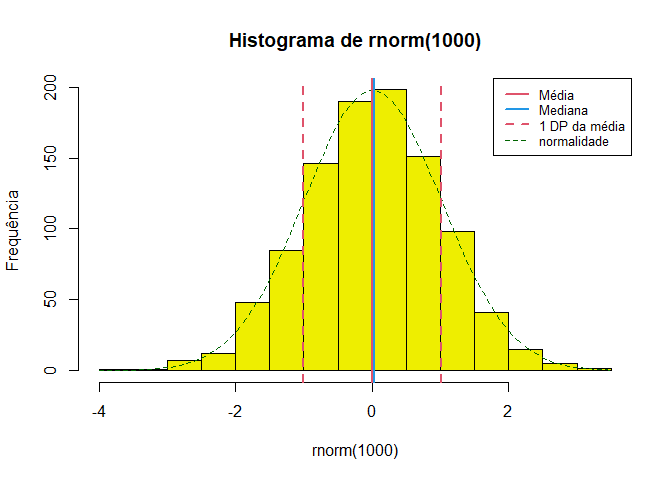 Histograma de rnorm(1000)
Média
Mediana
1 DP da média
normalidade
Frequência
200
150
100
50
0
-4
-2
0
2
rnorm(1000)